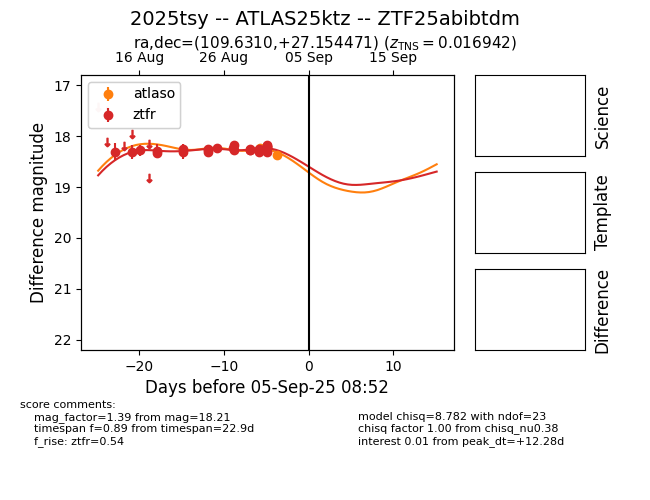 2025tsy -- ATLAS25ktz -- ZTF25abibtdm
ra,dec=(109.6310,+27.154471) (zTNS = 0.016942)
16 Aug 26 Aug 05 Sep 15 Sep
atlaso
ztfr
17
18
19
20
21
22
Difference magnitude
−20 −10 0 10
Days before 05-Sep-25 08:52
Science
Template
Difference
score comments:
mag_factor=1.39 from mag=18.21
timespan f=0.89 from timespan=22.9d
f_rise: ztfr=0.54
model chisq=8.782 with ndof=23
chisq factor 1.00 from chisq_nu0.38
interest 0.01 from peak_dt=+12.28d